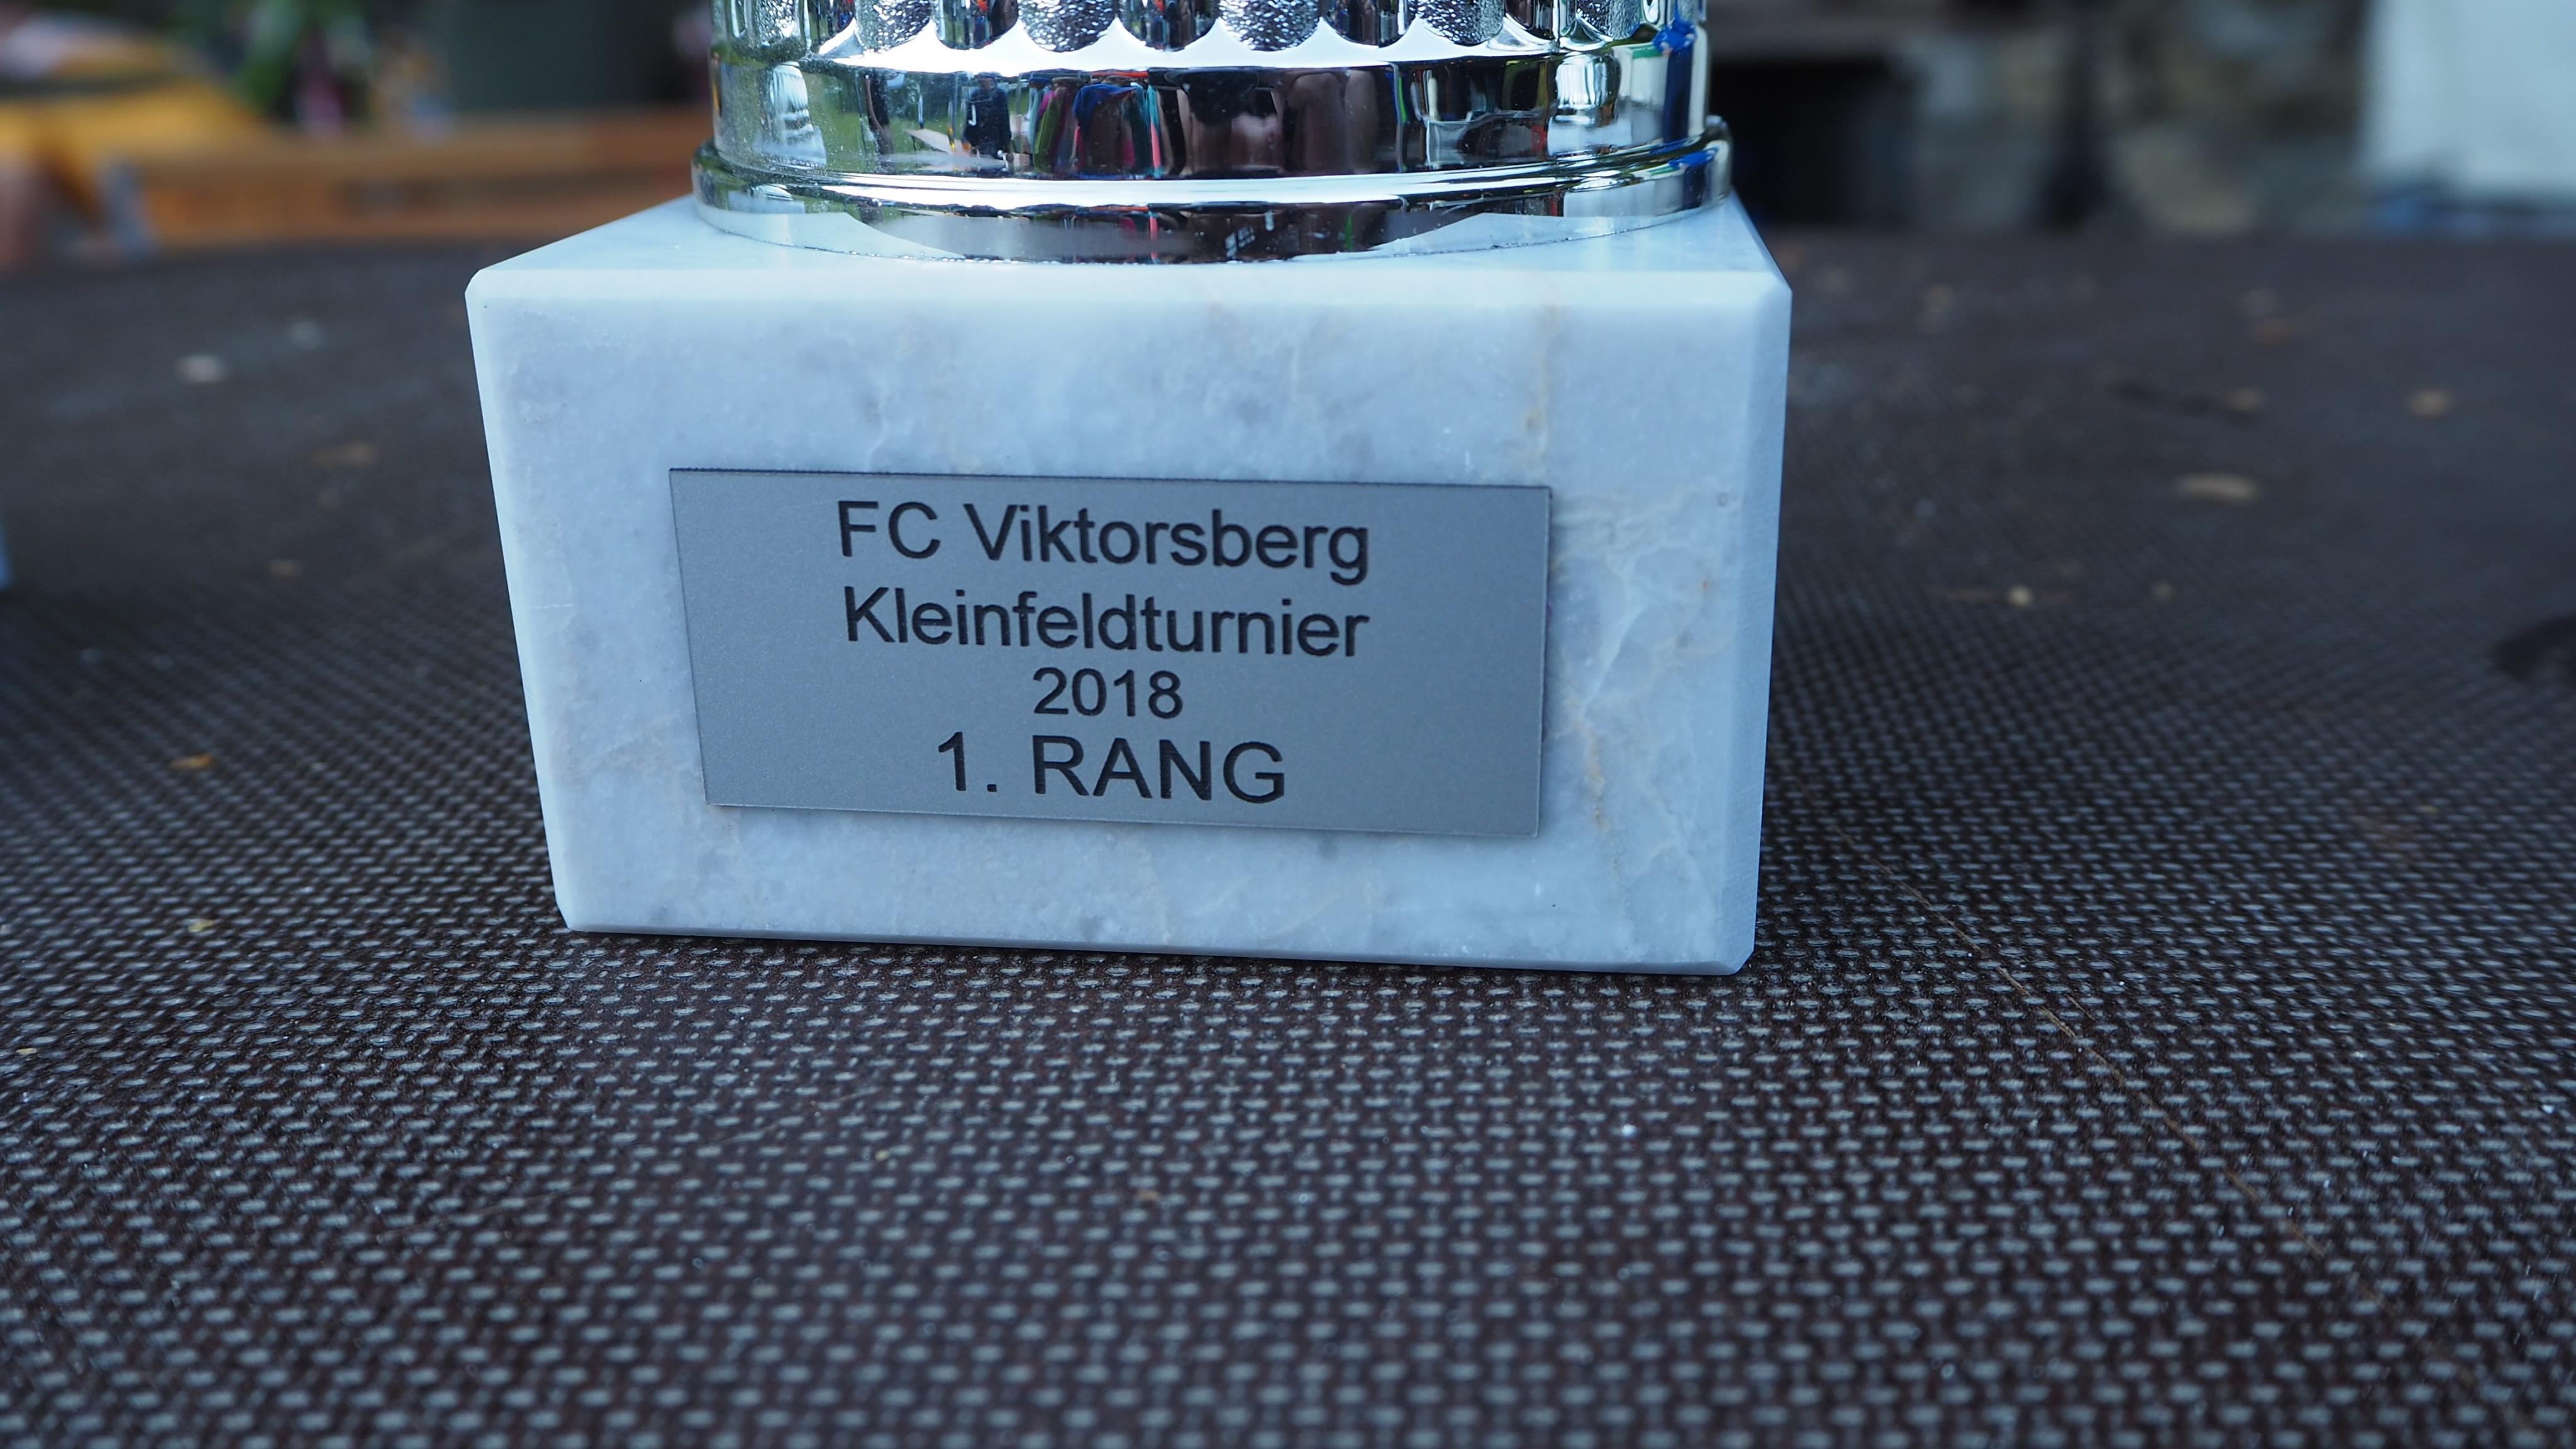 FC Viktorsberg
Kleinfeldturnier
2018
1. RANG